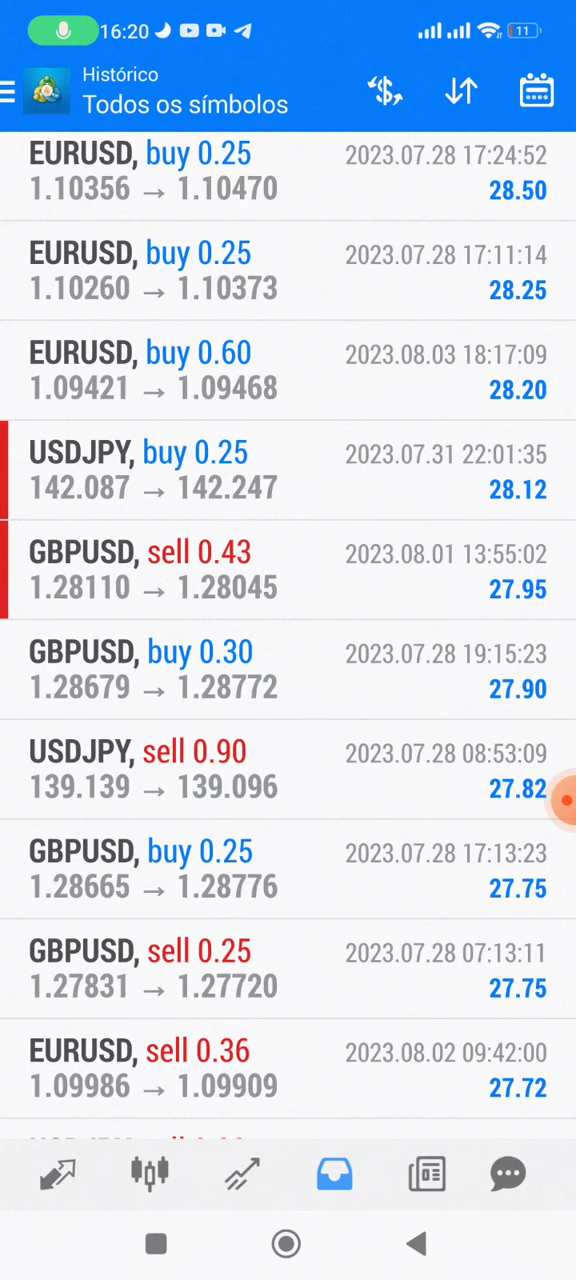 16:20
11
Histórico
Todos os símbolos
EURUSD, buy 0.25 2023.07.28 17:24:52
1.10356 → 1.10470 28.50
EURUSD, buy 0.25 2023.07.28 17:11:14
1.10260 → 1.10373 28.25
EURUSD, buy 0.60 2023.08.03 18:17:09
1.09421 → 1.09468 28.20
USDJPY, buy 0.25 2023.07.31 22:01:35
142.087 → 142.247 28.12
GBPUSD, sell 0.43 2023.08.01 13:55:02
1.28110 → 1.28045 27.95
GBPUSD, buy 0.30 2023.07.28 19:15:23
1.28679 → 1.28772 27.90
USDJPY, sell 0.90 2023.07.28 08:53:09
139.139 → 139.096 27.82
GBPUSD, buy 0.25 2023.07.28 17:13:23
1.28665 → 1.28776 27.75
GBPUSD, sell 0.25 2023.07.28 07:13:11
1.27831 → 1.27720 27.75
EURUSD, sell 0.36 2023.08.02 09:42:00
1.09986 → 1.09909 27.72